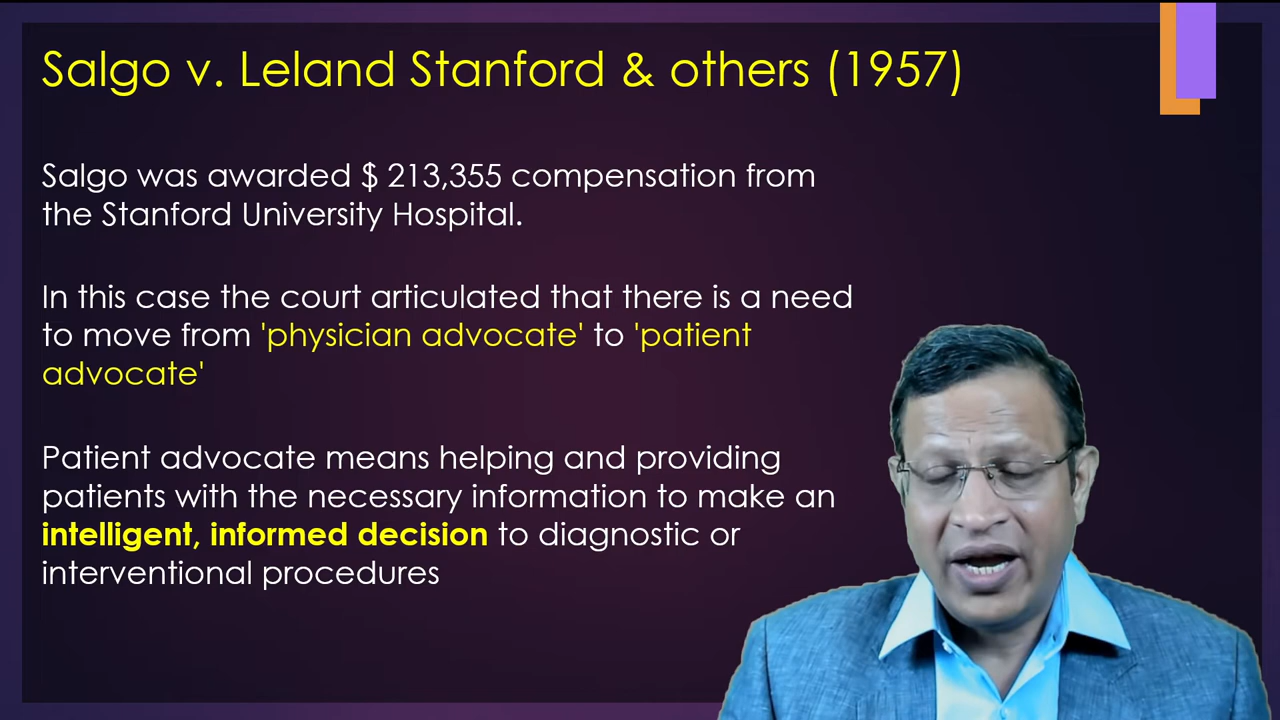 Salgo v. Leland Stanford & others (1957)
Salgo was awarded $ 213,355 compensation from
the Stanford University Hospital.
In this case the court articulated that there is a need
to move from 'physician advocate' to 'patient
advocate'
Patient advocate means helping and providing
patients with the necessary information to make an
intelligent, informed decision to diagnostic or
interventional procedures